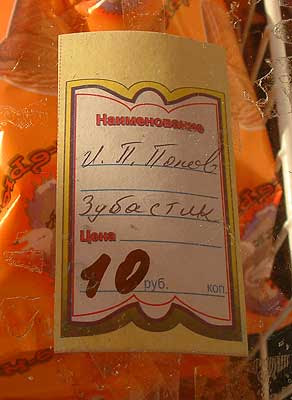 Наименование
И. П. Попов
Зубастик
Цена
10 руб. коп.